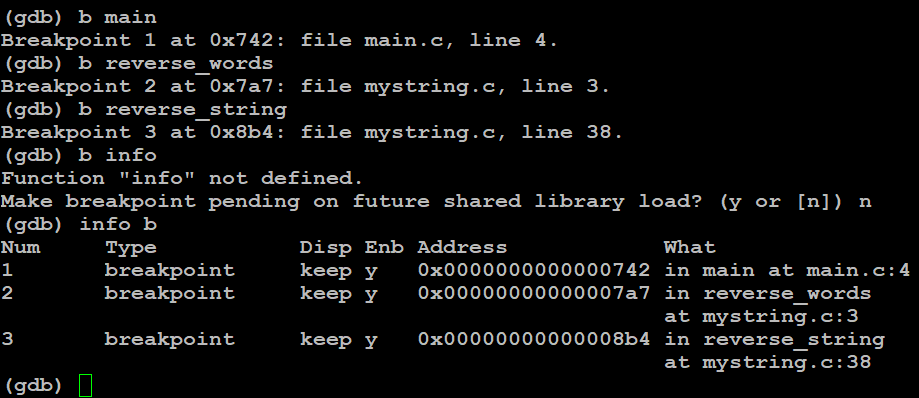 (gdb) b main
Breakpoint 1 at 0x742: file main.c, line 4.
(gdb) b reverse_words
Breakpoint 2 at 0x7a7: file mystring.c, line 3.
(gdb) b reverse_string
Breakpoint 3 at 0x8b4: file mystring.c, line 38.
(gdb) b info
Function "info" not defined.
Make breakpoint pending on future shared library load? (y or [n]) n
(gdb) info b
Num     Type           Disp Enb Address            What
1       breakpoint     keep y   0x0000000000000742 in main at main.c:4
2       breakpoint     keep y   0x00000000000007a7 in reverse_words
                                                   at mystring.c:3
3       breakpoint     keep y   0x00000000000008b4 in reverse_string
                                                   at mystring.c:38
(gdb)